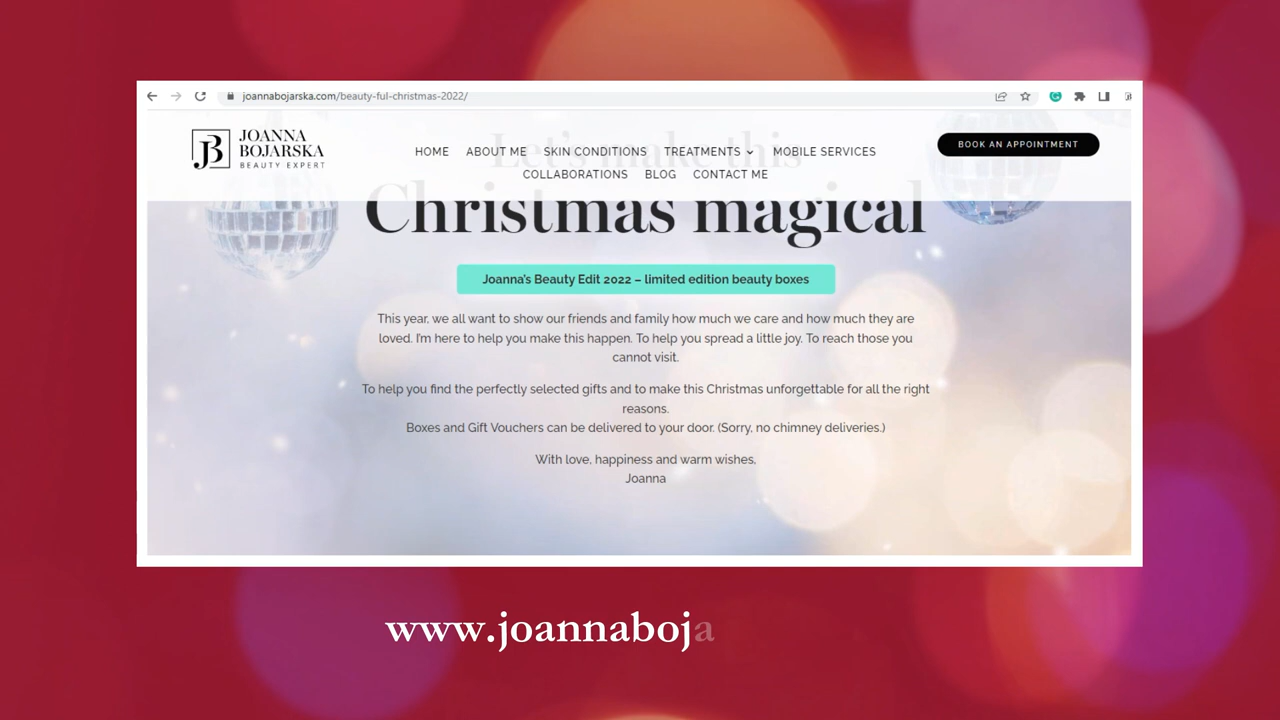 joannabojarska.com/beauty-ful-christmas-2022/
JOANNA
BOJARSKA
BEAUTY EXPERT
Let's make this
HOME ABOUT ME SKIN CONDITIONS TREATMENTS MOBILE SERVICES
COLLABORATIONS BLOG CONTACT ME
BOOK AN APPOINTMENT
Christmas magical
Joanna's Beauty Edit 2022 – limited edition beauty boxes
This year, we all want to show our friends and family how much we care and how much they are
loved. I'm here to help you make this happen. To help you spread a little joy. To reach those you
cannot visit.
To help you find the perfectly selected gifts and to make this Christmas unforgettable for all the right
reasons.
Boxes and Gift Vouchers can be delivered to your door. (Sorry, no chimney deliveries.)
With love, happiness and warm wishes,
Joanna
www.joannaboja